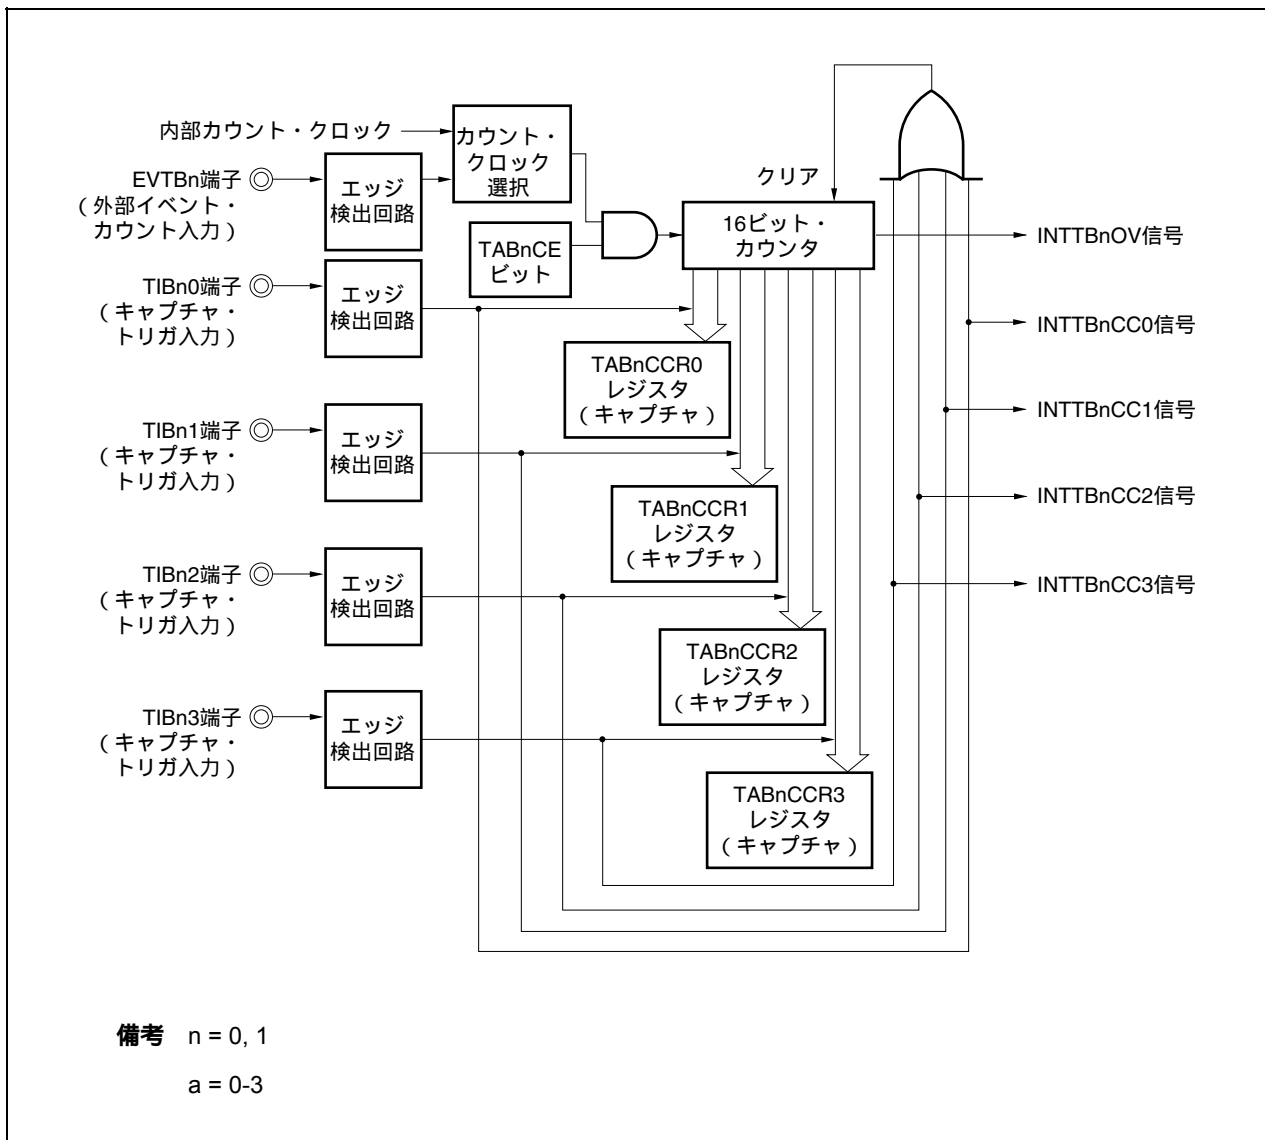 内部カウント・クロック
カウント・
クロック
選択
EVTBn端子
（外部イベント・
カウント入力）
エッジ
検出回路
クリア
TABnCE
ビット
16ビット・
カウンタ
INTTBnOV信号
TIBn0端子
（キャプチャ・
トリガ入力）
エッジ
検出回路
INTTBnCC0信号
TABnCCR0
レジスタ
（キャプチャ）
INTTBnCC1信号
TIBn1端子
（キャプチャ・
トリガ入力）
エッジ
検出回路
INTTBnCC2信号
TABnCCR1
レジスタ
（キャプチャ）
TIBn2端子
（キャプチャ・
トリガ入力）
エッジ
検出回路
INTTBnCC3信号
TABnCCR2
レジスタ
（キャプチャ）
TIBn3端子
（キャプチャ・
トリガ入力）
エッジ
検出回路
TABnCCR3
レジスタ
（キャプチャ）
備考 n = 0, 1
a = 0-3